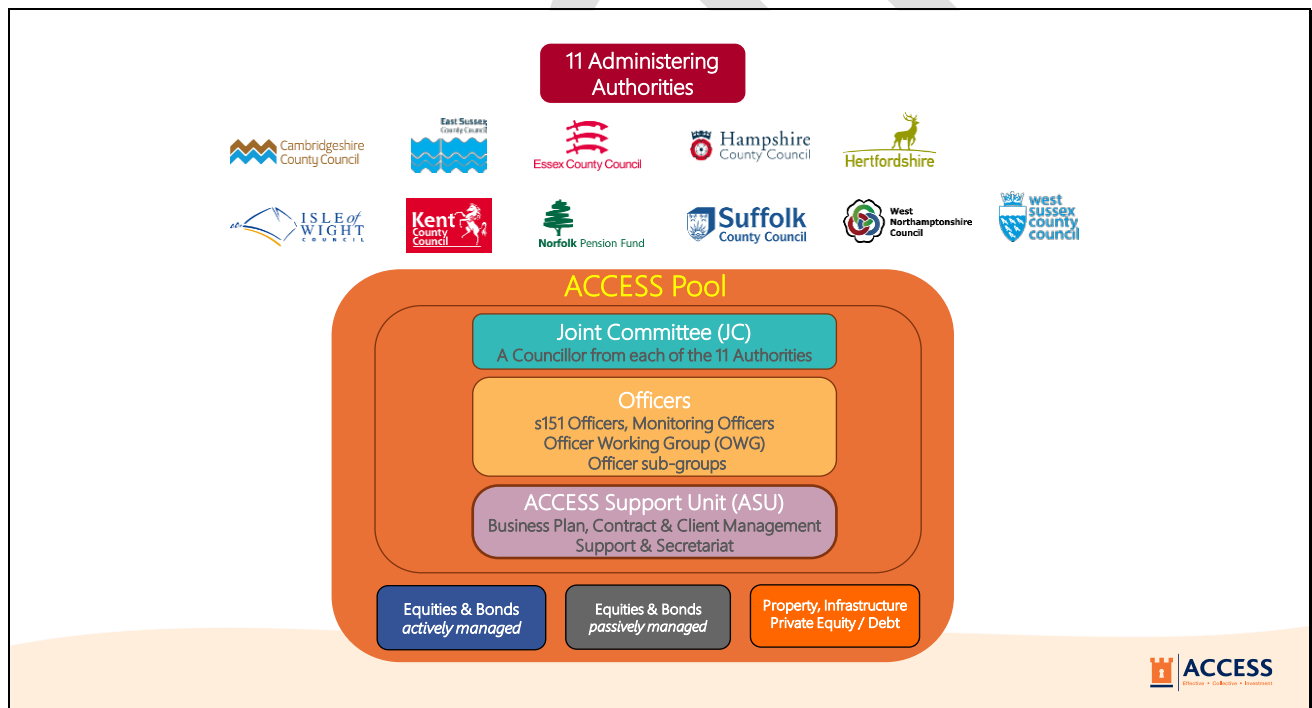 11 Administering
Authorities
Cambridgeshire
County Council
East Sussex
County Council
Essex County Council
Hampshire
County Council
Hertfordshire
ISLE of
WIGHT
COUNCIL
Kent
County
Council
Norfolk Pension Fund
Suffolk
County Council
West
Northamptonshire
Council
west
sussex
county
council
ACCESS Pool
Joint Committee (JC)
A Councillor from each of the 11 Authorities
Officers
s151 Officers, Monitoring Officers
Officer Working Group (OWG)
Officer sub-groups
ACCESS Support Unit (ASU)
Business Plan, Contract & Client Management
Support & Secretariat
Equities & Bonds
actively managed
Equities & Bonds
passively managed
Property, Infrastructure
Private Equity / Debt
ACCESS
Effective • Collective • Investment